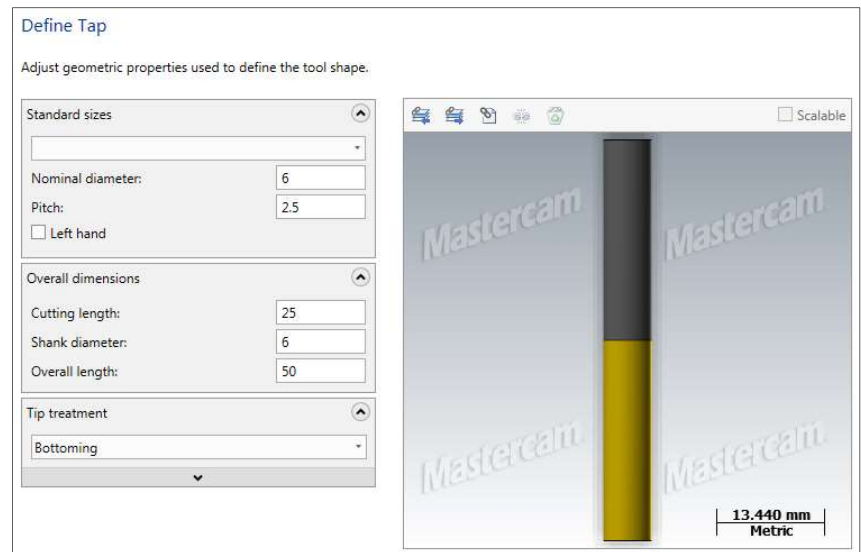 Define Tap
Adjust geometric properties used to define the tool shape.
Standard sizes
Nominal diameter: 6
Pitch: 2.5
Left hand
Overall dimensions
Cutting length: 25
Shank diameter: 6
Overall length: 50
Tip treatment
Bottoming
Scalable
Mastercam Mastercam
Mastercam Mastercam
13.440 mm
Metric